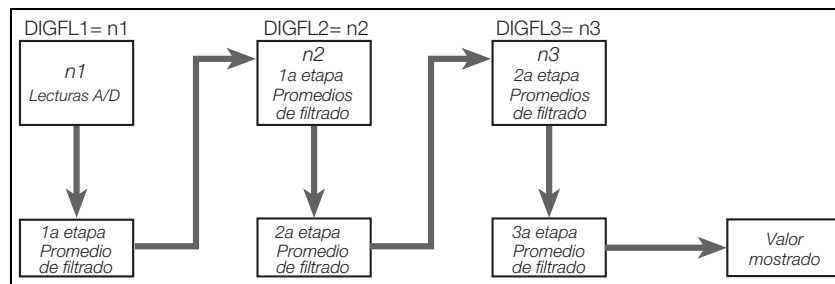 DIGFL1= n1
n1
Lecturas A/D
1a etapa
Promedio
de filtrado
DIGFL2= n2
n2
1a etapa
Promedios
de filtrado
2a etapa
Promedio
de filtrado
DIGFL3= n3
n3
2a etapa
Promedios
de filtrado
3a etapa
Promedio
de filtrado
Valor
mostrado